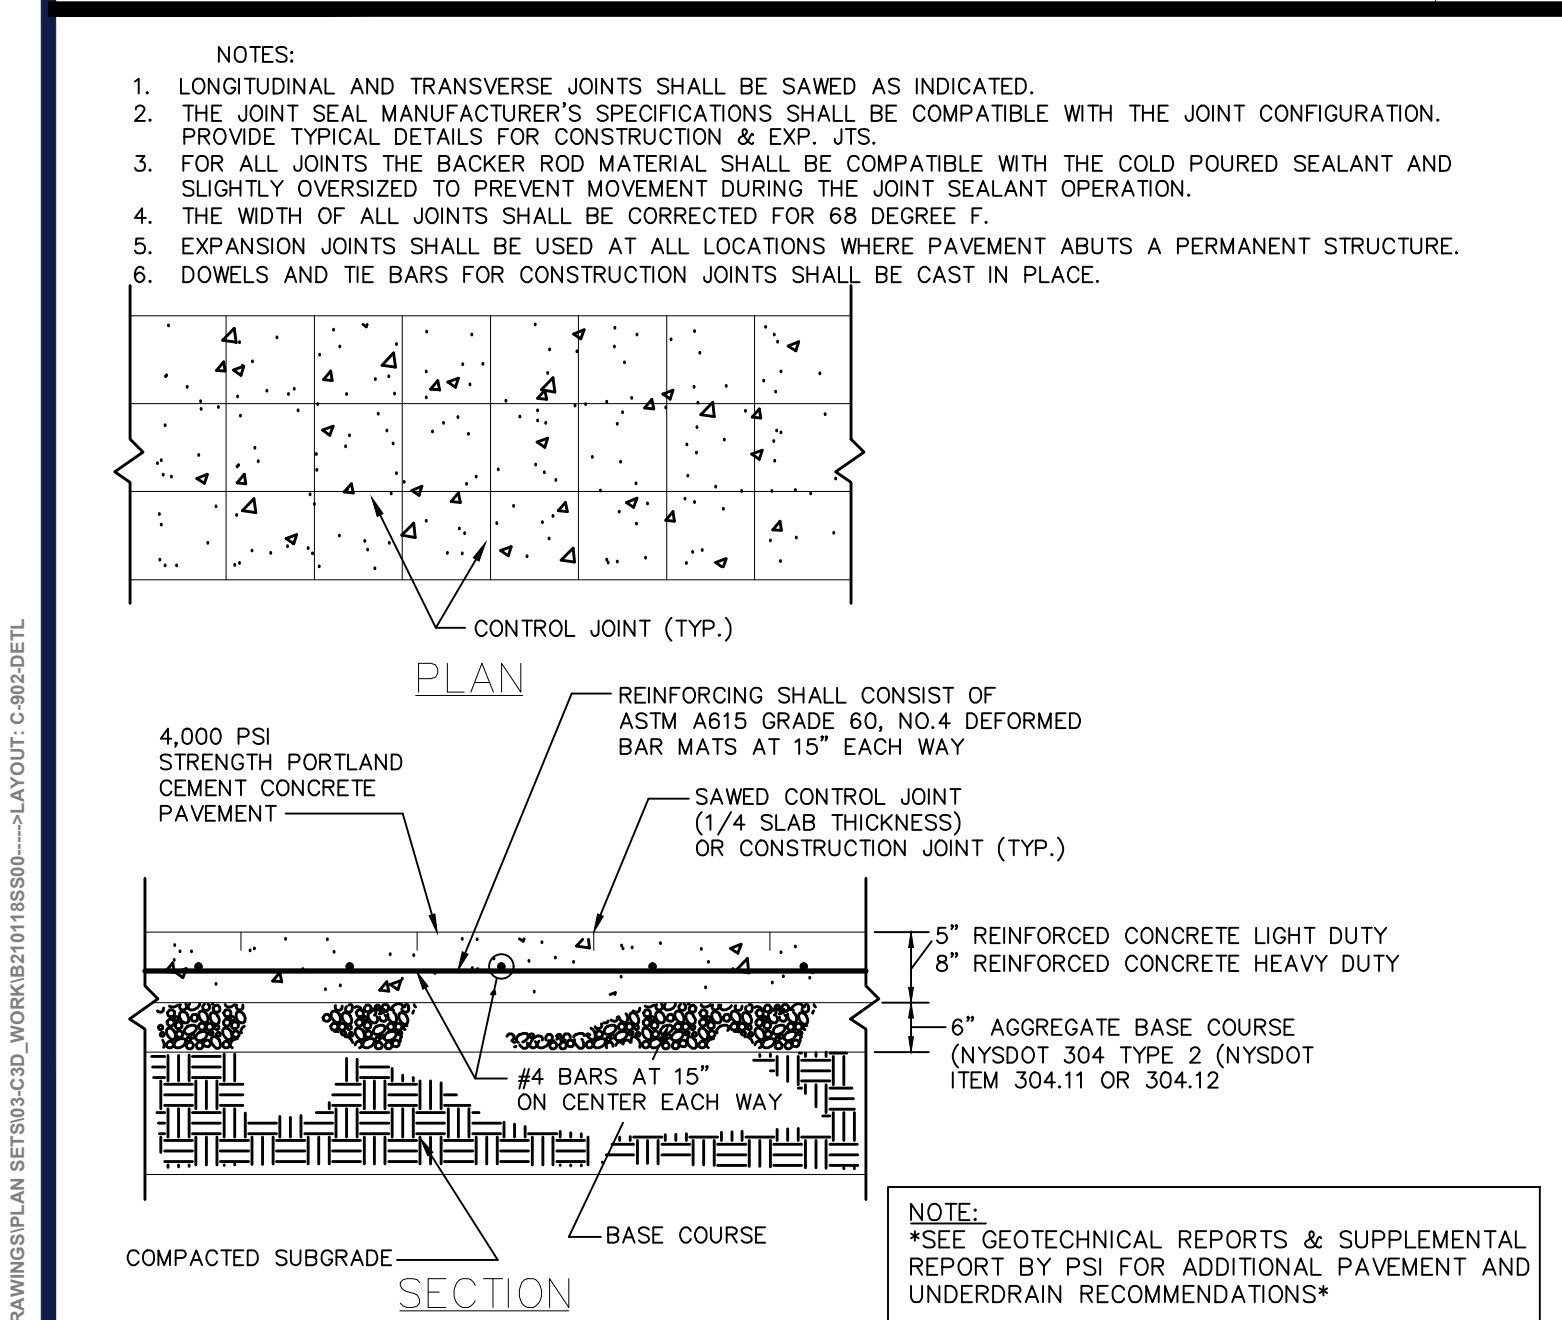 NOTES:
1. LONGITUDINAL AND TRANSVERSE JOINTS SHALL BE SAWED AS INDICATED.
2. THE JOINT SEAL MANUFACTURER'S SPECIFICATIONS SHALL BE COMPATIBLE WITH THE JOINT CONFIGURATION.
PROVIDE TYPICAL DETAILS FOR CONSTRUCTION & EXP. JTS.
3. FOR ALL JOINTS THE BACKER ROD MATERIAL SHALL BE COMPATIBLE WITH THE COLD POURED SEALANT AND
SLIGHTLY OVERSIZED TO PREVENT MOVEMENT DURING THE JOINT SEALANT OPERATION.
4. THE WIDTH OF ALL JOINTS SHALL BE CORRECTED FOR 68 DEGREE F.
5. EXPANSION JOINTS SHALL BE USED AT ALL LOCATIONS WHERE PAVEMENT ABUTS A PERMANENT STRUCTURE.
6. DOWELS AND TIE BARS FOR CONSTRUCTION JOINTS SHALL BE CAST IN PLACE.
CONTROL JOINT (TYP.)
PLAN
REINFORCING SHALL CONSIST OF
ASTM A615 GRADE 60, NO.4 DEFORMED
BAR MATS AT 15" EACH WAY
4,000 PSI
STRENGTH PORTLAND
CEMENT CONCRETE
PAVEMENT
SAWED CONTROL JOINT
(1/4 SLAB THICKNESS)
OR CONSTRUCTION JOINT (TYP.)
5" REINFORCED CONCRETE LIGHT DUTY
8" REINFORCED CONCRETE HEAVY DUTY
6" AGGREGATE BASE COURSE
(NYSDOT 304 TYPE 2 (NYSDOT
ITEM 304.11 OR 304.12
#4 BARS AT 15"
ON CENTER EACH WAY
BASE COURSE
COMPACTED SUBGRADE
SECTION
NOTE:
*SEE GEOTECHNICAL REPORTS & SUPPLEMENTAL
REPORT BY PSI FOR ADDITIONAL PAVEMENT AND
UNDERDRAIN RECOMMENDATIONS*
RAWINGS\PLAN SETS\03-C3D_WORK\B210118SS00---->LAYOUT: C-902-DETL